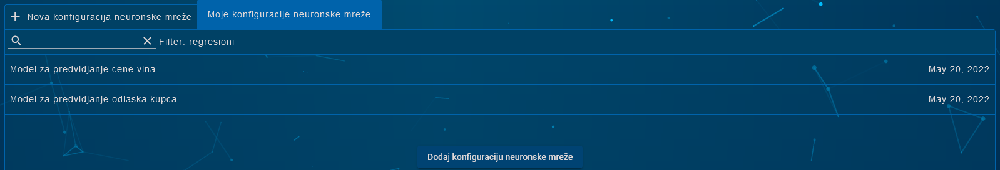 Nova konfiguracija neuronske mreže
Moje konfiguracije neuronske mreže
Filter: regresioni
Model za predvidjanje cene vina May 20, 2022
Model za predvidjanje odlaska kupca May 20, 2022
Dodaj konfiguraciju neuronske mreže